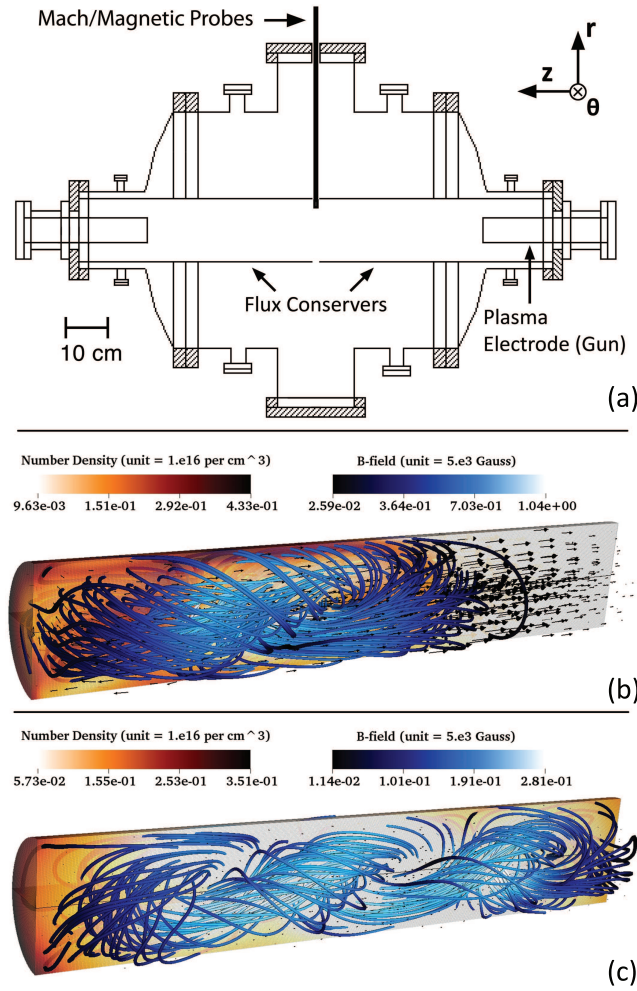 Mach/Magnetic Probes
r
z
θ
Flux Conservers
10 cm
Plasma
Electrode (Gun)
(a)
Number Density (unit = 1.e16 per cm^3)
9.63e-03 1.51e-01 2.92e-01 4.33e-01
B-field (unit = 5.e3 Gauss)
2.59e-02 3.64e-01 7.03e-01 1.04e+00
(b)
Number Density (unit = 1.e16 per cm^3)
5.73e-02 1.55e-01 2.53e-01 3.51e-01
B-field (unit = 5.e3 Gauss)
1.14e-02 1.01e-01 1.91e-01 2.81e-01
(c)